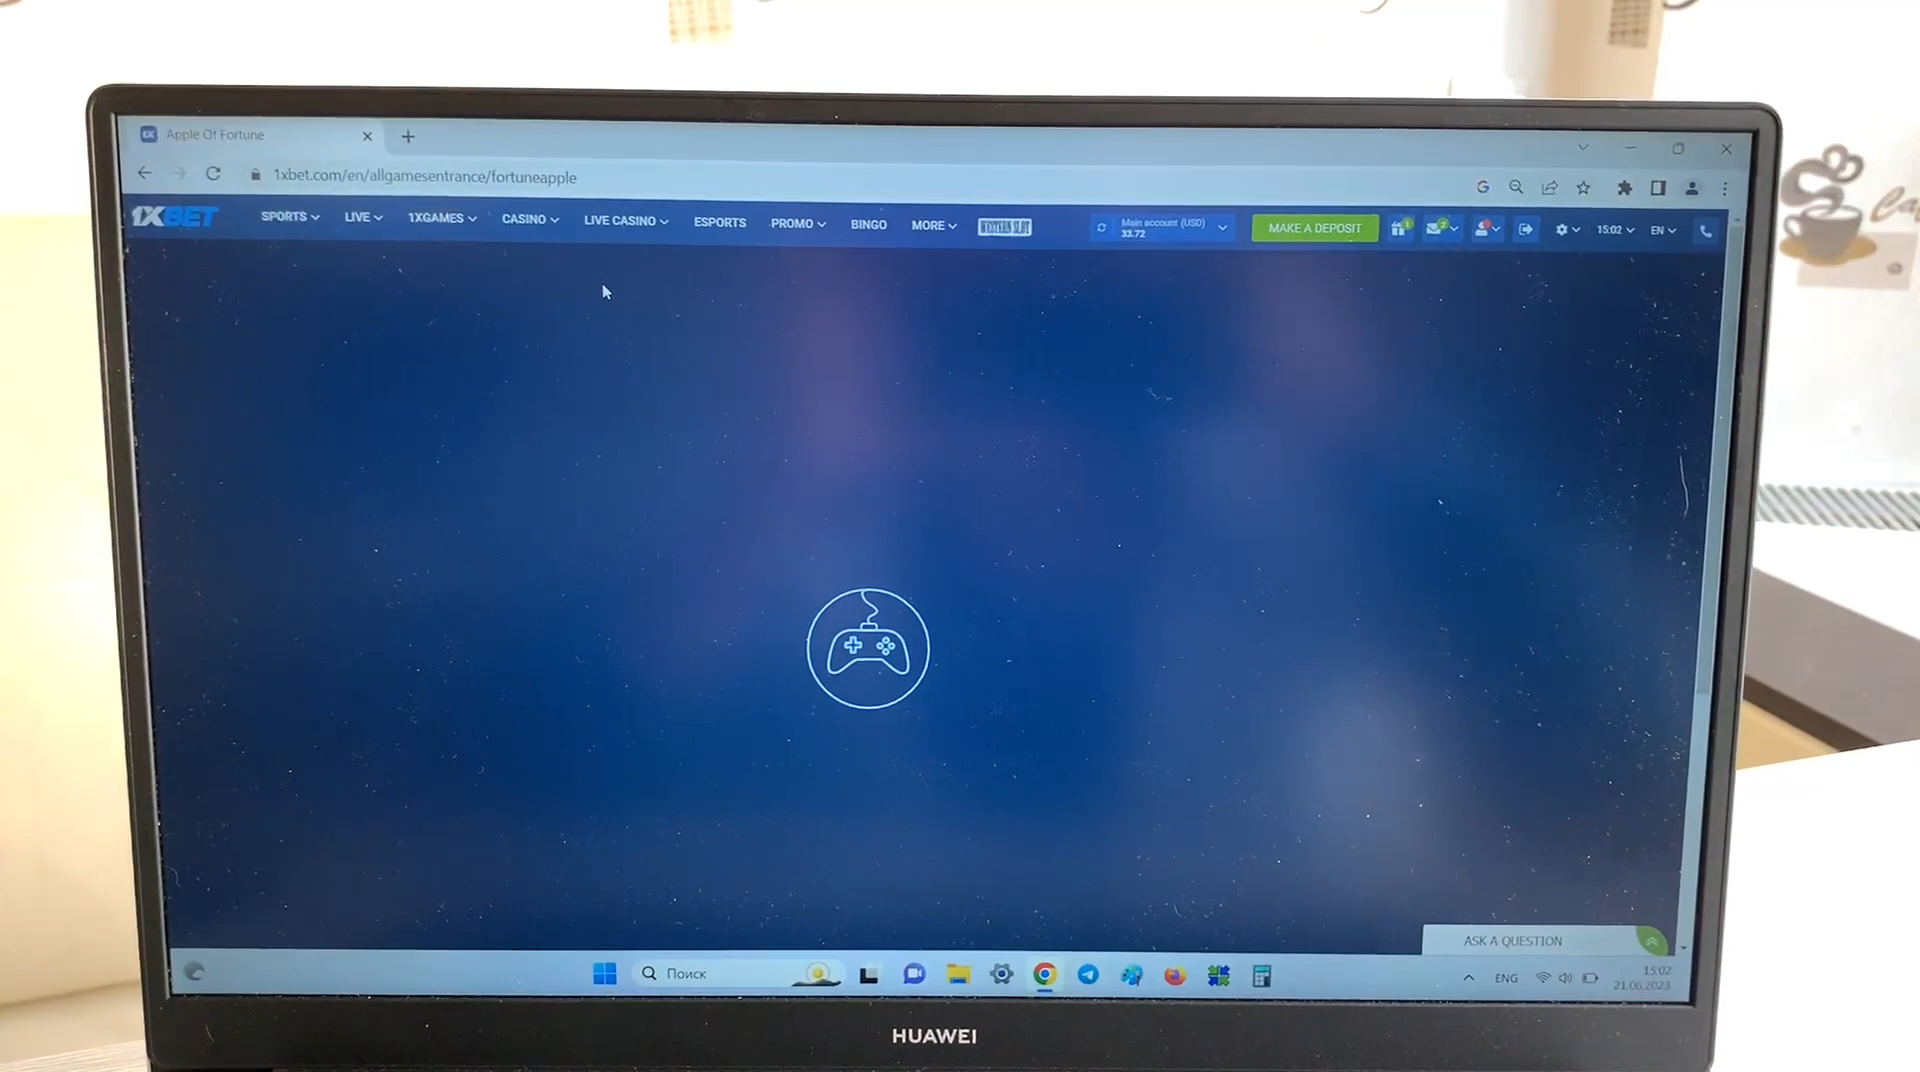 Apple Of Fortune
1xbet.com/en/allgamesentrance/fortuneapple
1XBET SPORTS LIVE 1XGAMES CASINO LIVE CASINO ESPORTS PROMO BINGO MORE
Main account (USD)
33.72
MAKE A DEPOSIT
1
2
15:02
EN
ASK A QUESTION
Поиск
ENG
15:02
21.06.2023
HUAWEI